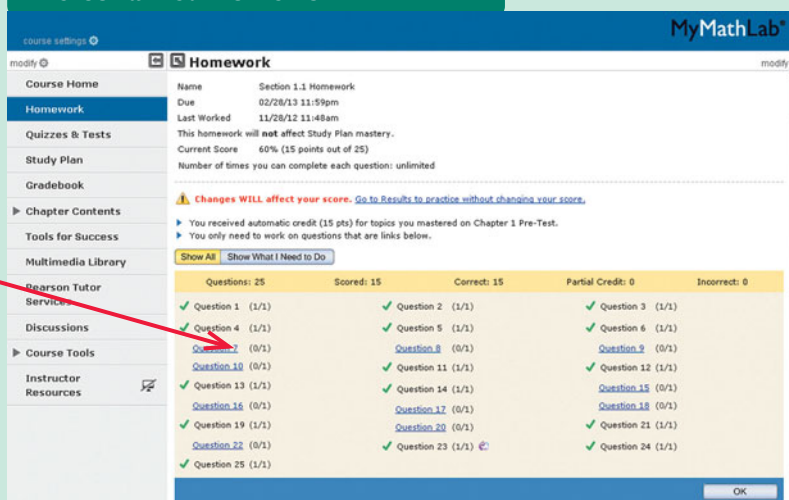 MyMathLab®
course settings
modify
Homework
modify
Course Home
Homework
Quizzes & Tests
Study Plan
Gradebook
Chapter Contents
Tools for Success
Multimedia Library
Pearson Tutor
Services
Discussions
Course Tools
Instructor
Resources
Name Section 1.1 Homework
Due 02/28/13 11:59pm
Last Worked 11/28/12 11:48am
This homework will not affect Study Plan mastery.
Current Score 60% (15 points out of 25)
Number of times you can complete each question: unlimited
Changes WILL affect your score. Go to Results to practice without changing your score.
You received automatic credit (15 pts) for topics you mastered on Chapter 1 Pre-Test.
You only need to work on questions that are links below.
Show All Show What I Need to Do
Questions: 25 Scored: 15 Correct: 15 Partial Credit: 0 Incorrect: 0
Question 1 (1/1) Question 2 (1/1) Question 3 (1/1)
Question 4 (1/1) Question 5 (1/1) Question 6 (1/1)
Question 7 (0/1) Question 8 (0/1) Question 9 (0/1)
Question 10 (0/1) Question 11 (1/1) Question 12 (1/1)
Question 13 (1/1) Question 14 (1/1) Question 15 (0/1)
Question 16 (0/1) Question 17 (0/1) Question 18 (0/1)
Question 19 (1/1) Question 20 (0/1) Question 21 (1/1)
Question 22 (0/1) Question 23 (1/1) Question 24 (1/1)
Question 25 (1/1)
OK